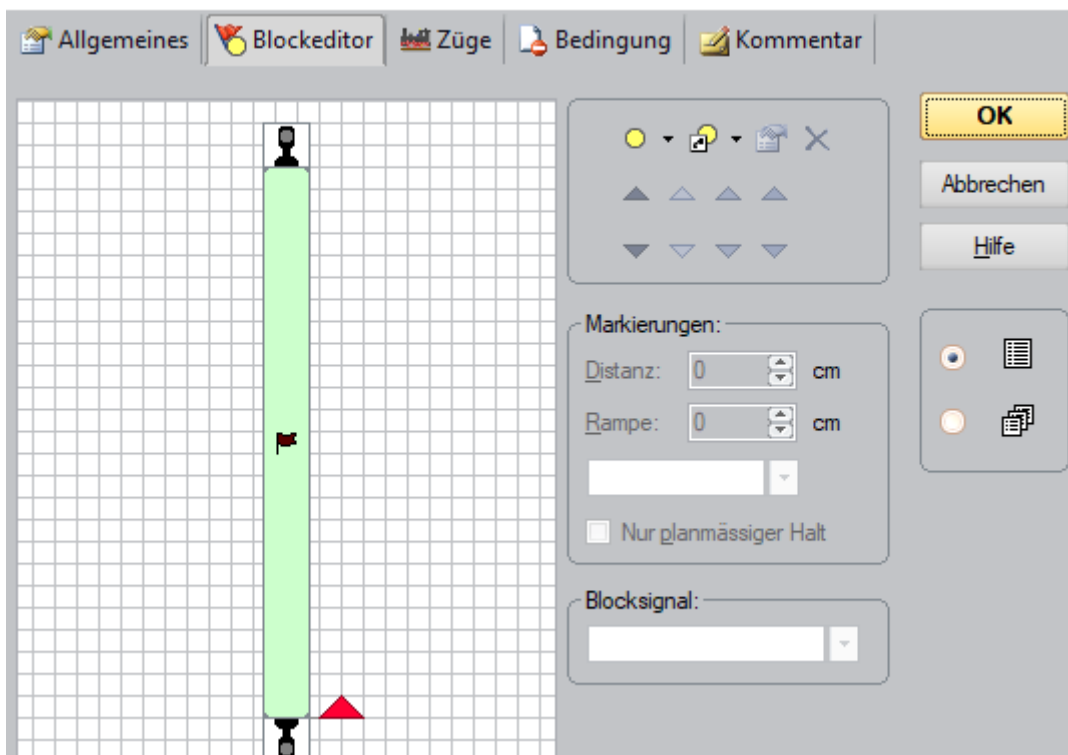 Allgemeines Blockeditor Züge Bedingung Kommentar
OK
Abbrechen
Hilfe
Markierungen:
Distanz: 0 cm
Rampe: 0 cm
Nur planmässiger Halt
Blocksignal: